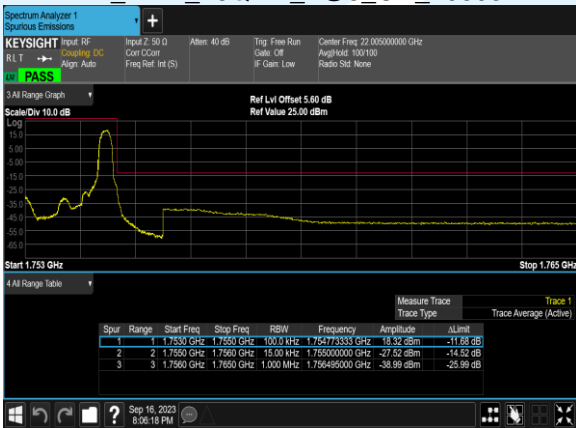 Spectrum Analyzer 1
Spurious Emissions
KEYSIGHT Input: RF Input Z: 50 Ω Atten: 40 dB Trig: Free Run Center Freq: 22.005000000 GHz
RLT Coupling: DC Corr CCorr Gate: Off Avg|Hold: 100/100
Align: Auto Freq Ref: Int (S) IF Gain: Low Radio Std: None
PASS
3 All Range Graph
Ref Lvl Offset 5.60 dB
Scale/Div 10.0 dB Ref Value 25.00 dBm
Log
15.0
5.00
-5.00
-15.0
-25.0
-35.0
-45.0
-55.0
-65.0
Start 1.753 GHz Stop 1.765 GHz
4 All Range Table
Measure Trace Trace 1
Trace Type Trace Average (Active)
Spur Range Start Freq Stop Freq RBW Frequency Amplitude ΔLimit
1 1 1.7530 GHz 1.7550 GHz 100.0 kHz 1.754773333 GHz 18.32 dBm -11.68 dB
2 2 1.7550 GHz 1.7560 GHz 15.00 kHz 1.755000000 GHz -27.52 dBm -14.52 dB
3 3 1.7560 GHz 1.7650 GHz 1.000 MHz 1.756495000 GHz -38.99 dBm -25.99 dB
? Sep 16, 2023
8:06:18 PM